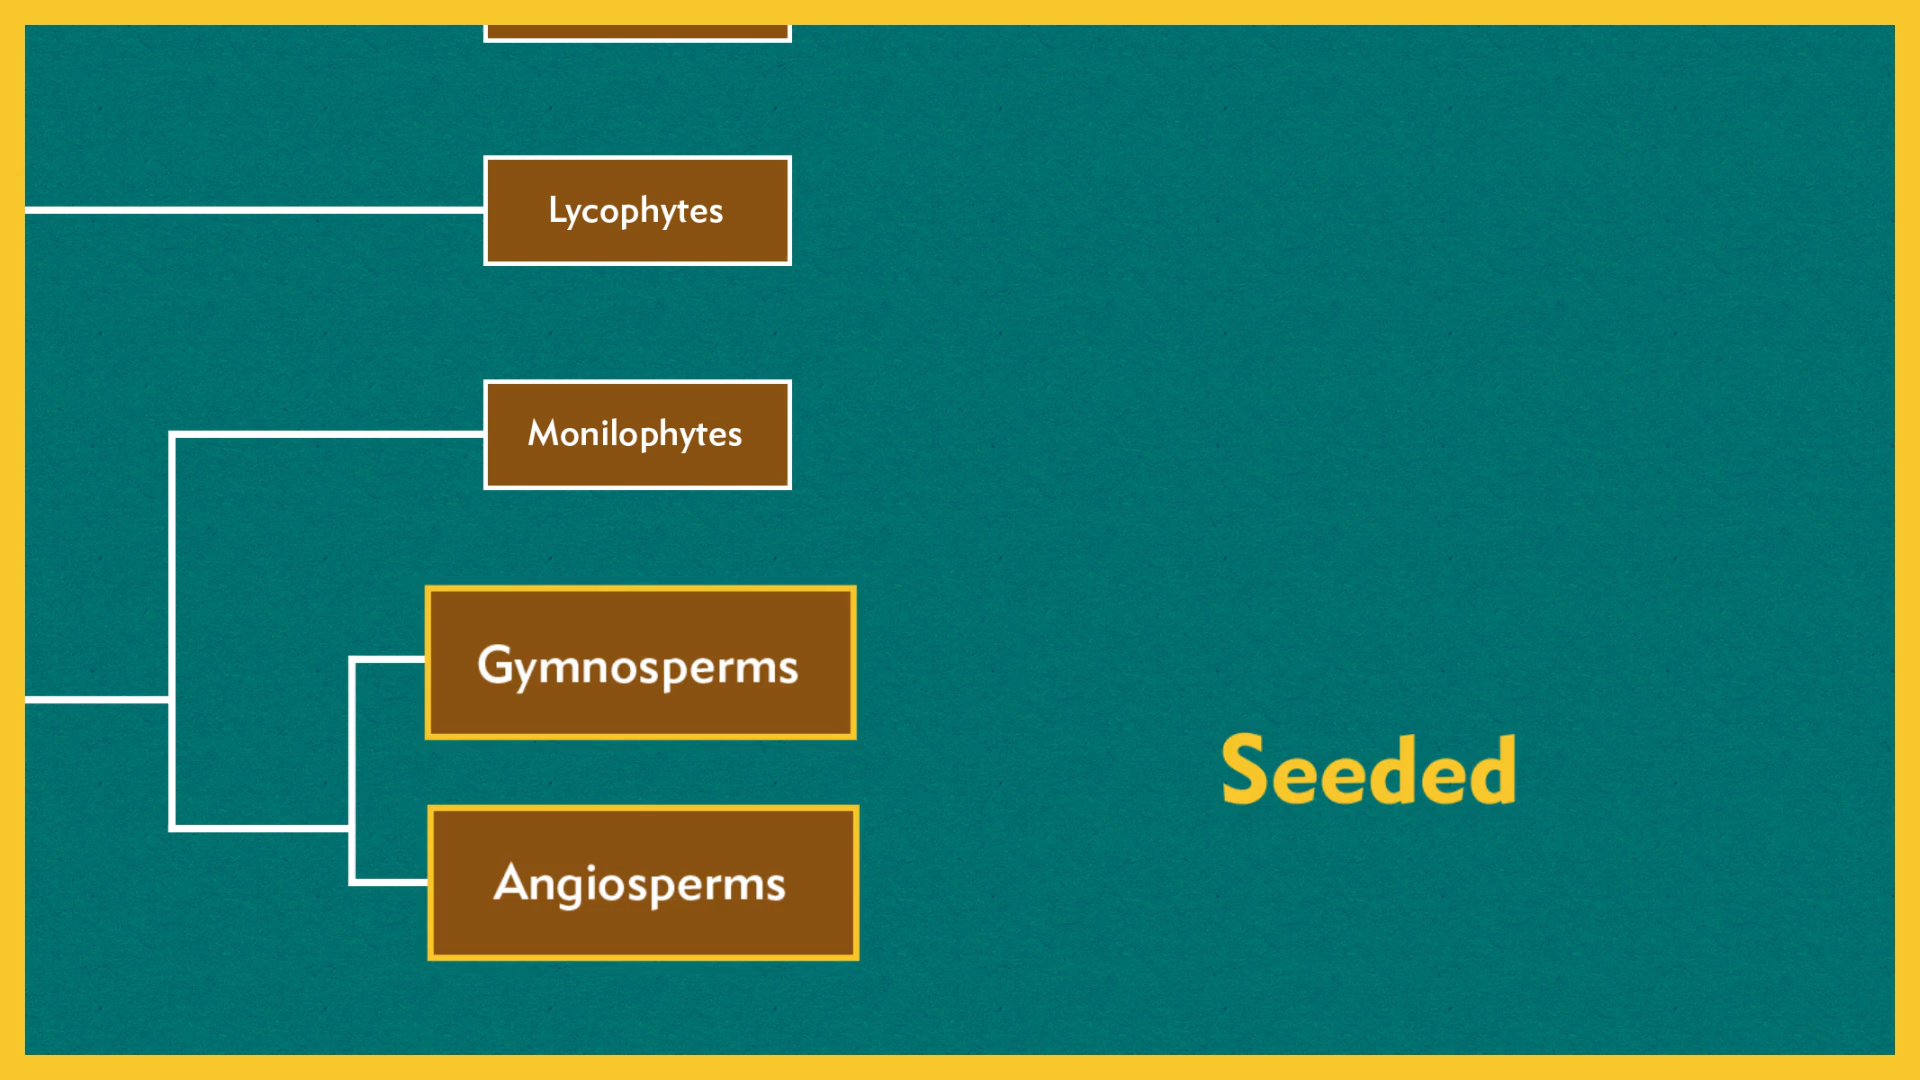 Lycophytes
Monilophytes
Gymnosperms
Seeded
Angiosperms